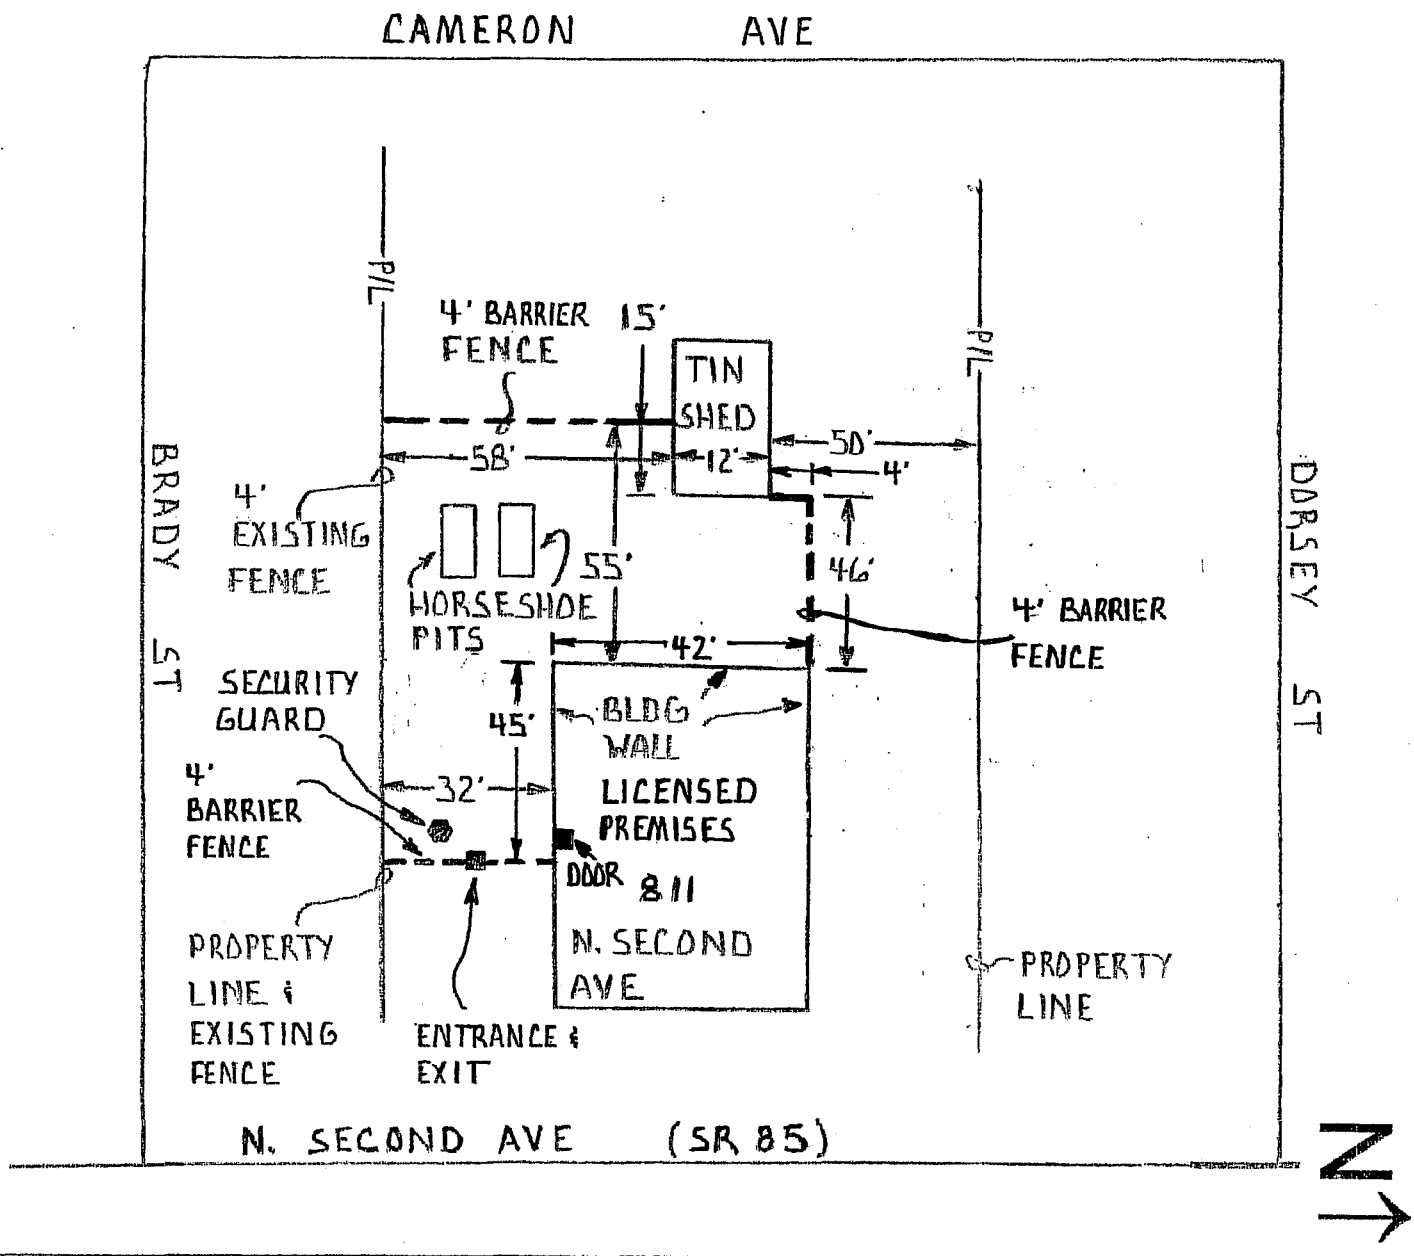 CAMERON AVE
P/L
4' BARRIER
FENCE
15'
TIN
SHED
P/L
58'
12'
50'
4'
BRADY ST
4'
EXISTING
FENCE
HORSESHOE
PITS
55'
46'
4' BARRIER
FENCE
DORSEY ST
42'
SECURITY
GUARD
45'
BLDG
WALL
4'
BARRIER
FENCE
32'
LICENSED
PREMISES
DOOR
811
N. SECOND
AVE
PROPERTY
LINE &
EXISTING
FENCE
ENTRANCE &
EXIT
PROPERTY
LINE
N. SECOND AVE (SR 85)
N